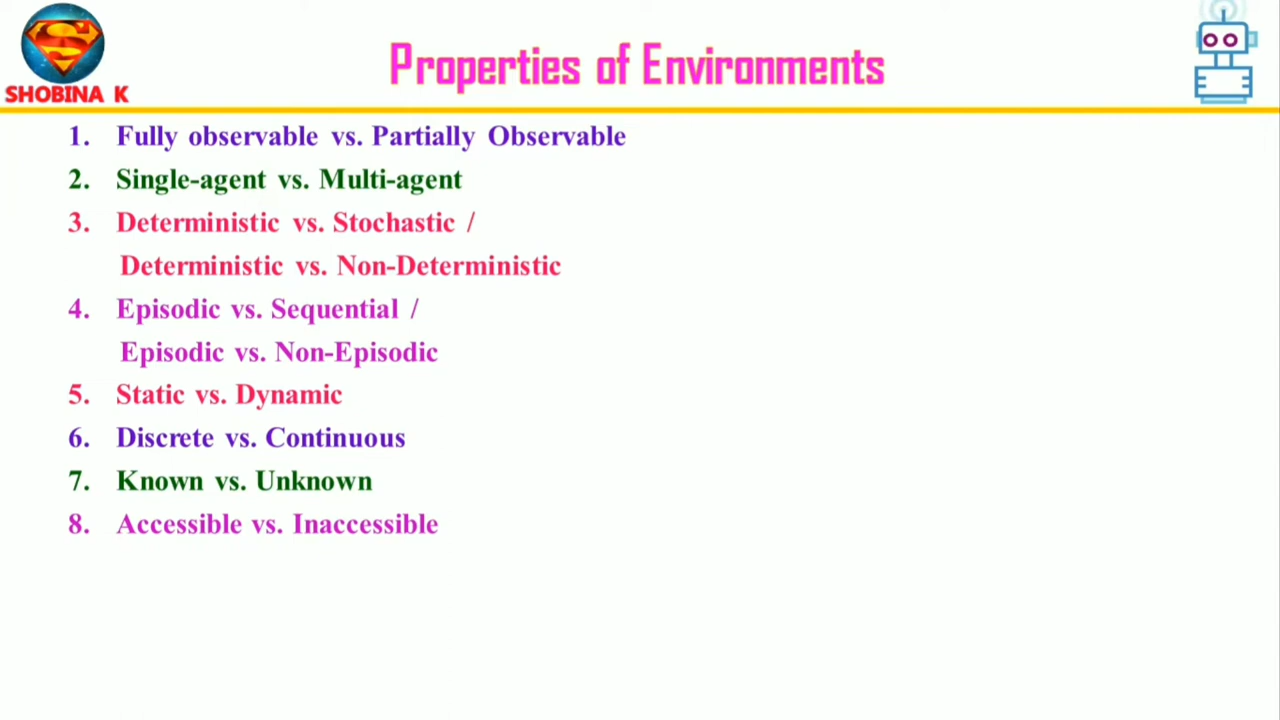 SHOBINA K
Properties of Environments
1. Fully observable vs. Partially Observable
2. Single-agent vs. Multi-agent
3. Deterministic vs. Stochastic /
Deterministic vs. Non-Deterministic
4. Episodic vs. Sequential /
Episodic vs. Non-Episodic
5. Static vs. Dynamic
6. Discrete vs. Continuous
7. Known vs. Unknown
8. Accessible vs. Inaccessible